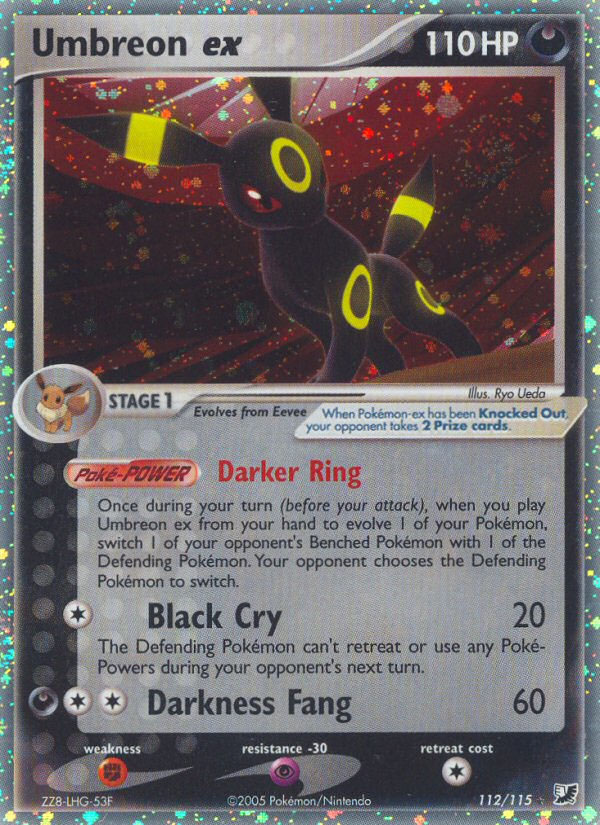 Umbreon ex 110 HP
Illus. Ryo Ueda
STAGE 1
Evolves from Eevee
When Pokémon-ex has been Knocked Out,
your opponent takes 2 Prize cards.
Poké-POWER Darker Ring
Once during your turn (before your attack), when you play
Umbreon ex from your hand to evolve 1 of your Pokémon,
switch 1 of your opponent's Benched Pokémon with 1 of the
Defending Pokémon. Your opponent chooses the Defending
Pokémon to switch.
Black Cry 20
The Defending Pokémon can't retreat or use any Poké-
Powers during your opponent's next turn.
Darkness Fang 60
weakness resistance -30 retreat cost
ZZ8-LHG-53F ©2005 Pokémon/Nintendo 112/115